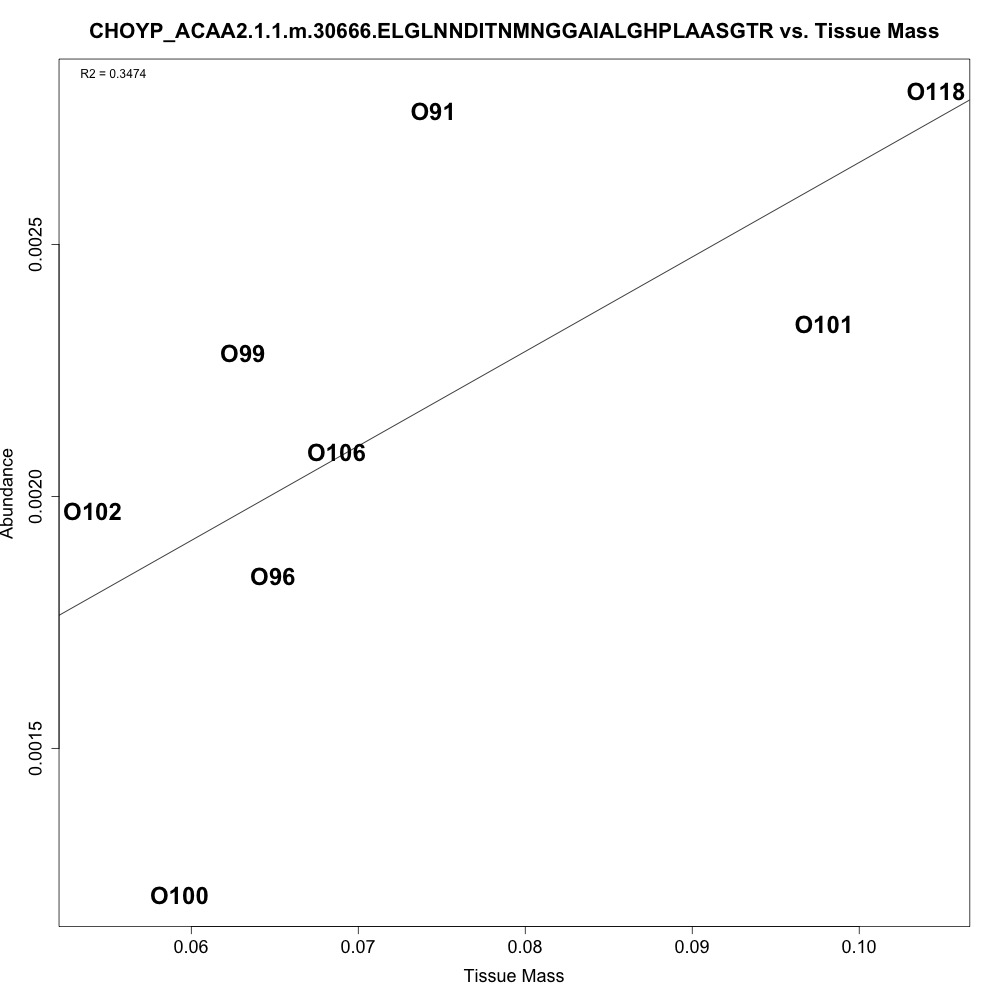 CHOYP_ACAA2.1.1.m.30666.ELGLNNDITNMNGGAIALGHPLAASGTR vs. Tissue Mass
R2 = 0.3474
O118
O91
O101
O99
O106
O102
O96
O100
Abundance
0.0025
0.0020
0.0015
0.06 0.07 0.08 0.09 0.10
Tissue Mass